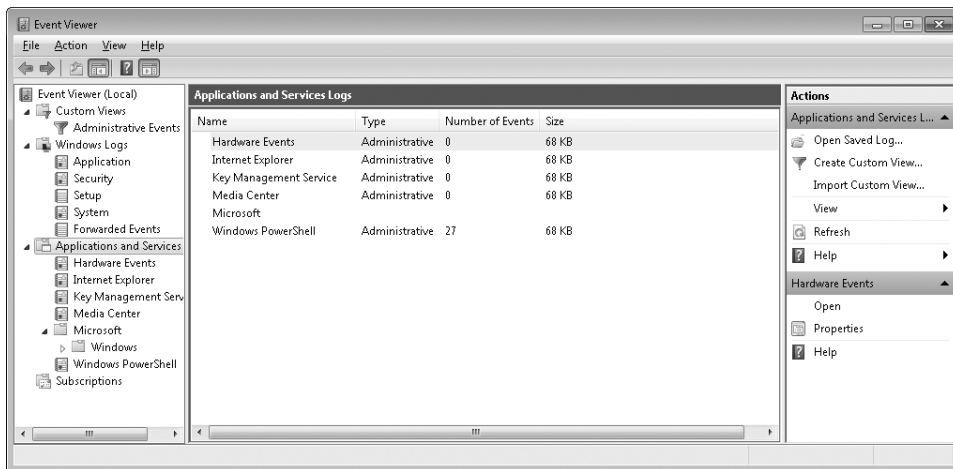 Event Viewer
File Action View Help
Event Viewer (Local)
Custom Views
Administrative Events
Windows Logs
Application
Security
Setup
System
Forwarded Events
Applications and Services
Hardware Events
Internet Explorer
Key Management Serv
Media Center
Microsoft
Windows
Windows PowerShell
Subscriptions
Applications and Services Logs
Name Type Number of Events Size
Hardware Events Administrative 0 68 KB
Internet Explorer Administrative 0 68 KB
Key Management Service Administrative 0 68 KB
Media Center Administrative 0 68 KB
Microsoft
Windows PowerShell Administrative 27 68 KB
Actions
Applications and Services L...
Open Saved Log...
Create Custom View...
Import Custom View...
View
Refresh
Help
Hardware Events
Open
Properties
Help